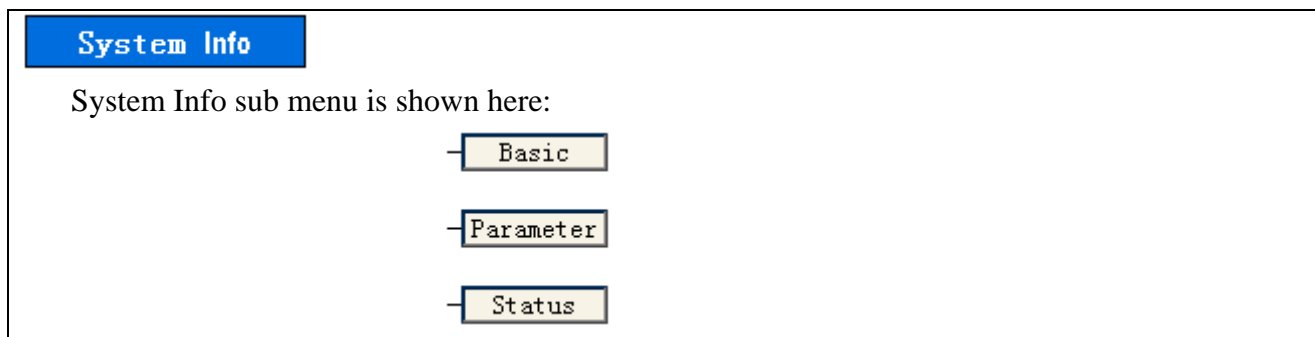 System Info
System Info sub menu is shown here:
Basic
Parameter
Status